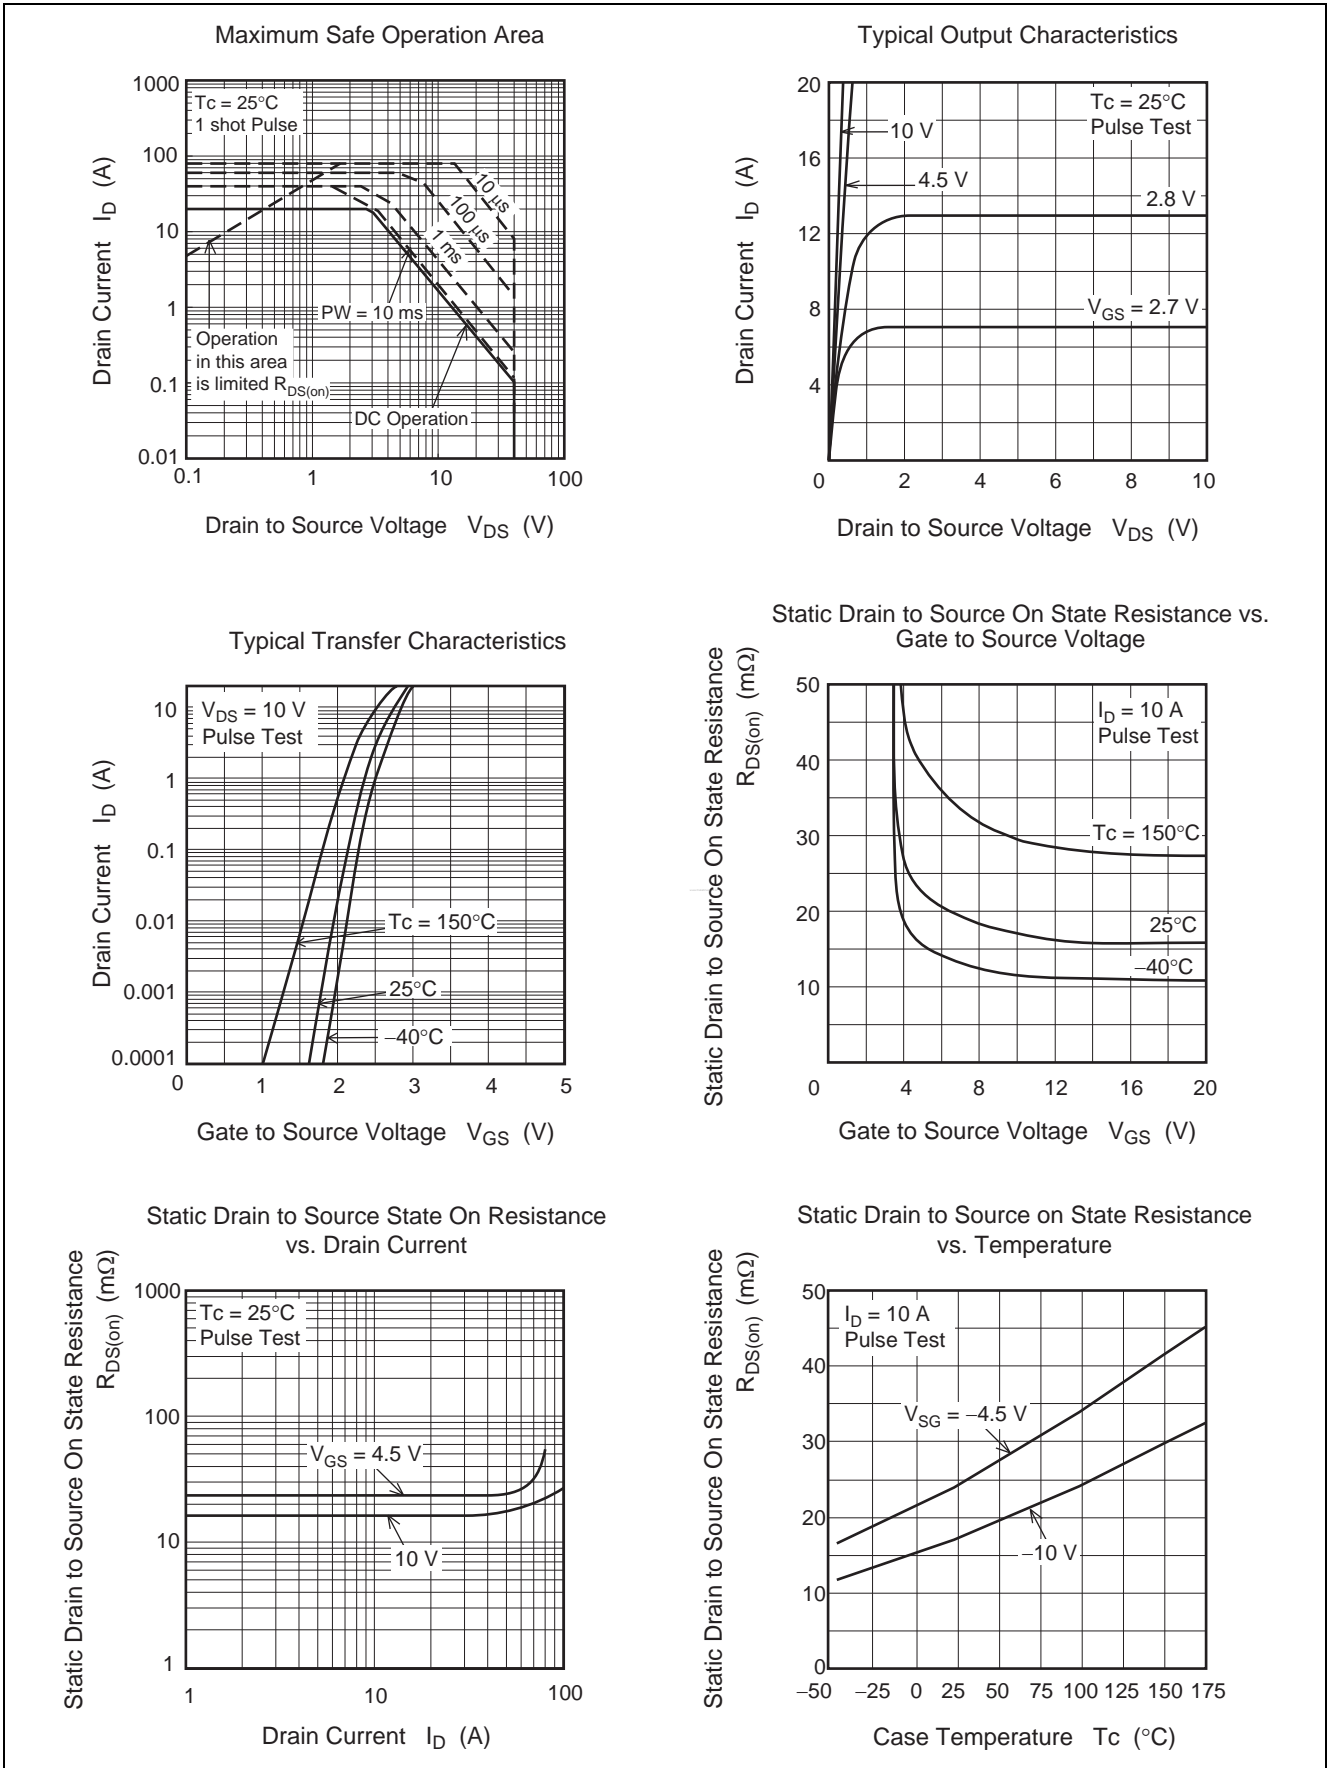 Maximum Safe Operation Area
1000
100
10
1
0.1
0.01
Drain Current I_D (A)
Tc = 25°C
1 shot Pulse
10 µs
100 µs
1 ms
PW = 10 ms
Operation
in this area
is limited R_DS(on)
DC Operation
0.1 1 10 100
Drain to Source Voltage V_DS (V)
Typical Output Characteristics
20
16
12
8
4
Drain Current I_D (A)
Tc = 25°C
Pulse Test
10 V
4.5 V
2.8 V
V_GS = 2.7 V
0 2 4 6 8 10
Drain to Source Voltage V_DS (V)
Typical Transfer Characteristics
10
1
0.1
0.01
0.001
0.0001
Drain Current I_D (A)
V_DS = 10 V
Pulse Test
Tc = 150°C
25°C
−40°C
0 1 2 3 4 5
Gate to Source Voltage V_GS (V)
Static Drain to Source On State Resistance vs.
Gate to Source Voltage
Static Drain to Source On State Resistance
R_DS(on) (mΩ)
50
40
30
20
10
I_D = 10 A
Pulse Test
Tc = 150°C
25°C
−40°C
0 4 8 12 16 20
Gate to Source Voltage V_GS (V)
Static Drain to Source State On Resistance
vs. Drain Current
Static Drain to Source On State Resistance
R_DS(on) (mΩ)
1000
100
10
1
Tc = 25°C
Pulse Test
V_GS = 4.5 V
10 V
1 10 100
Drain Current I_D (A)
Static Drain to Source on State Resistance
vs. Temperature
Static Drain to Source On State Resistance
R_DS(on) (mΩ)
50
40
30
20
10
0
I_D = 10 A
Pulse Test
V_SG = −4.5 V
−10 V
−50 −25 0 25 50 75 100 125 150 175
Case Temperature Tc (°C)